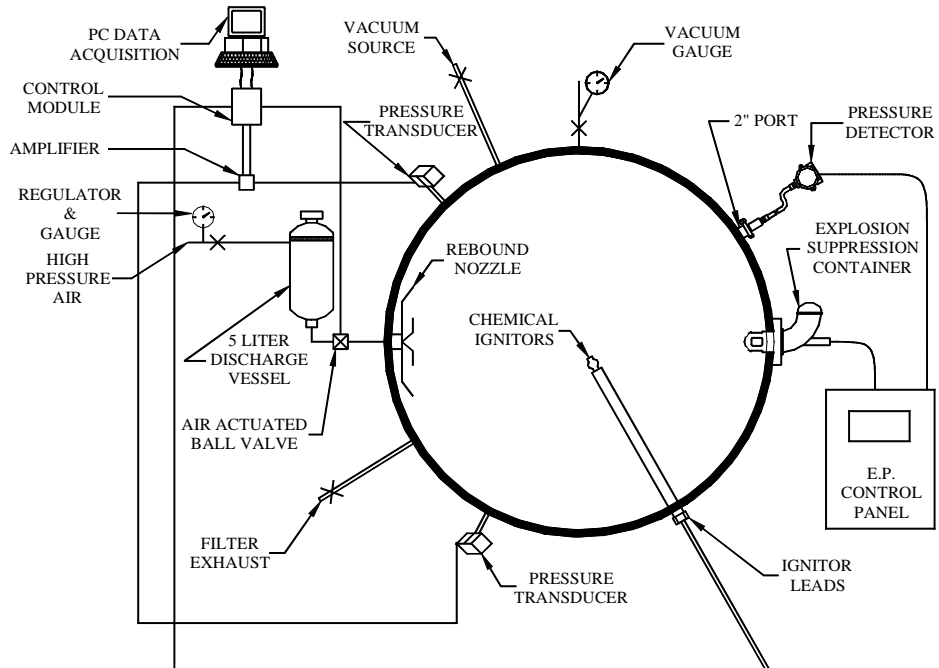 PC DATA
ACQUISITION
CONTROL
MODULE
AMPLIFIER
REGULATOR
&
GAUGE
HIGH
PRESSURE
AIR
5 LITER
DISCHARGE
VESSEL
AIR ACTUATED
BALL VALVE
FILTER
EXHAUST
PRESSURE
TRANSDUCER
VACUUM
SOURCE
VACUUM
GAUGE
2" PORT
PRESSURE
DETECTOR
EXPLOSION
SUPPRESSION
CONTAINER
REBOUND
NOZZLE
CHEMICAL
IGNITORS
E.P.
CONTROL
PANEL
IGNITOR
LEADS
PRESSURE
TRANSDUCER